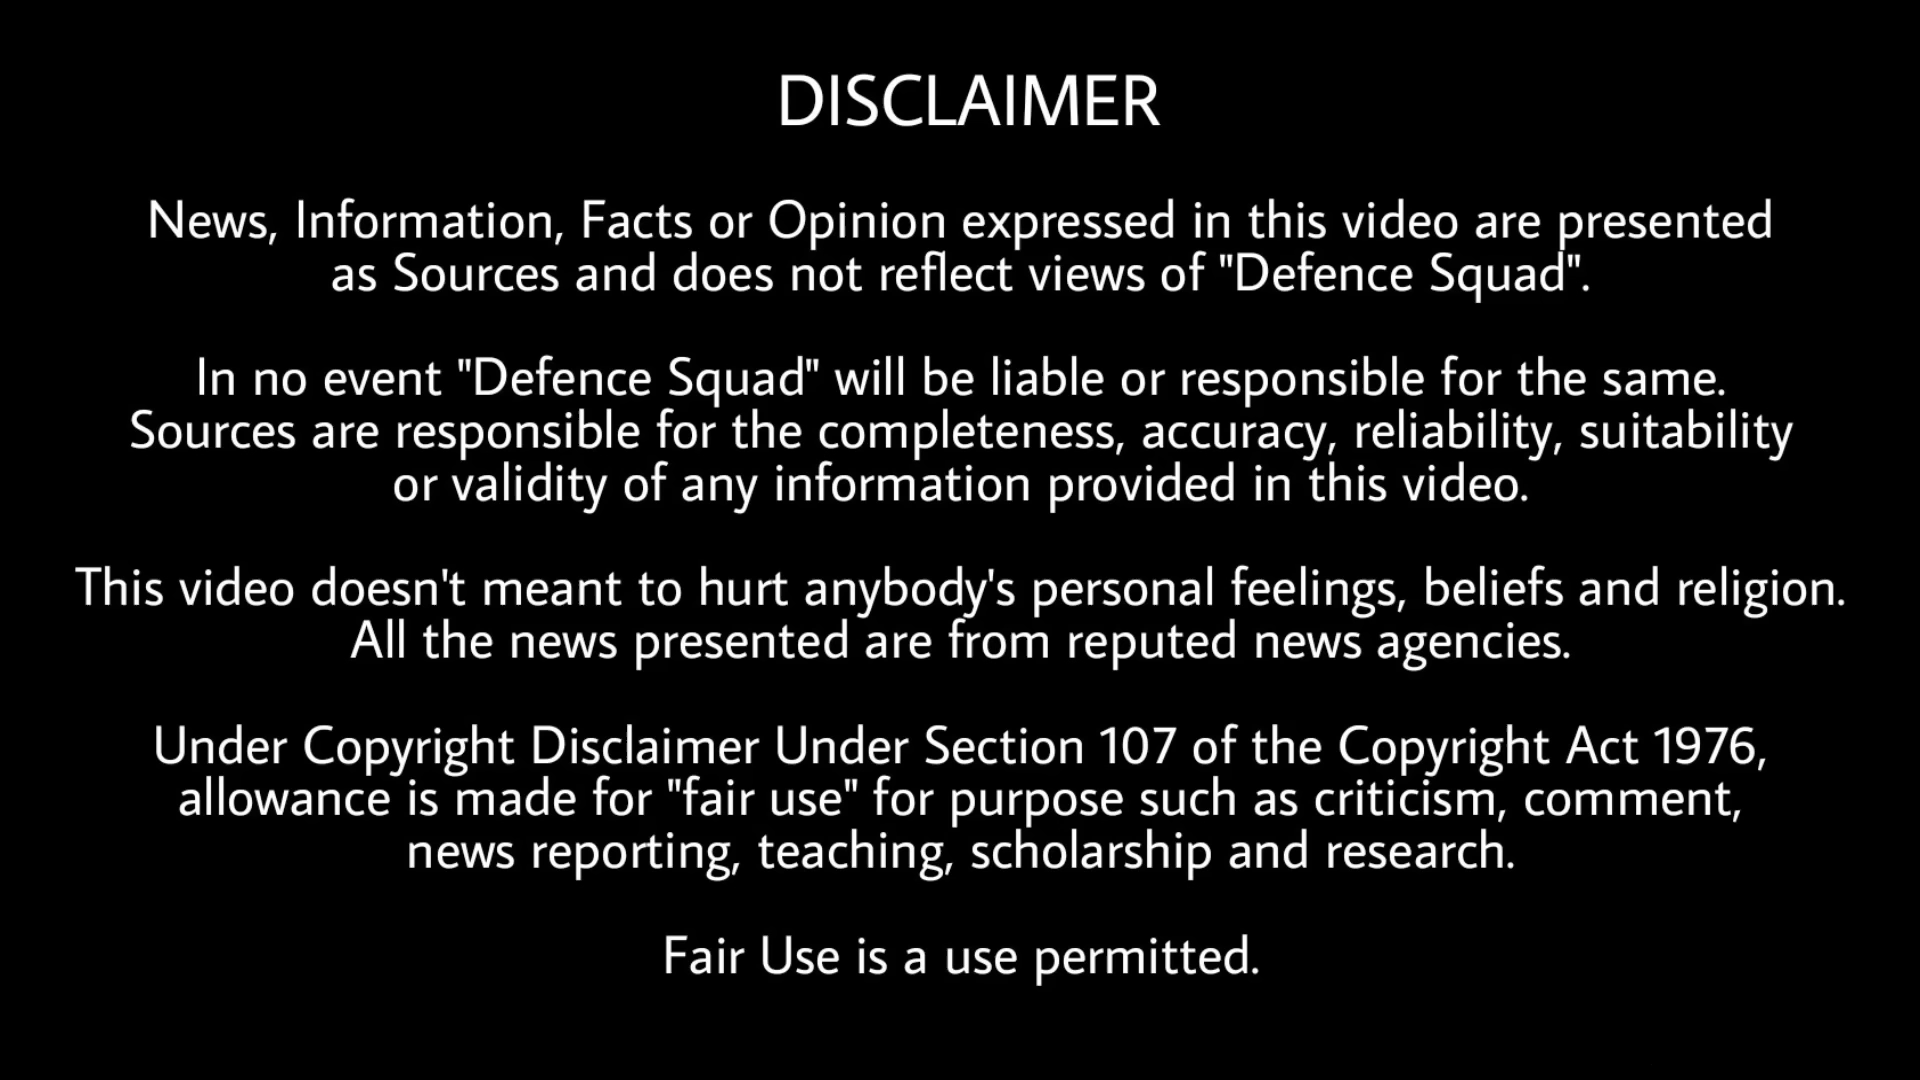 DISCLAIMER
News, Information, Facts or Opinion expressed in this video are presented
as Sources and does not reflect views of "Defence Squad".
In no event "Defence Squad" will be liable or responsible for the same.
Sources are responsible for the completeness, accuracy, reliability, suitability
or validity of any information provided in this video.
This video doesn't meant to hurt anybody's personal feelings, beliefs and religion.
All the news presented are from reputed news agencies.
Under Copyright Disclaimer Under Section 107 of the Copyright Act 1976,
allowance is made for "fair use" for purpose such as criticism, comment,
news reporting, teaching, scholarship and research.
Fair Use is a use permitted.